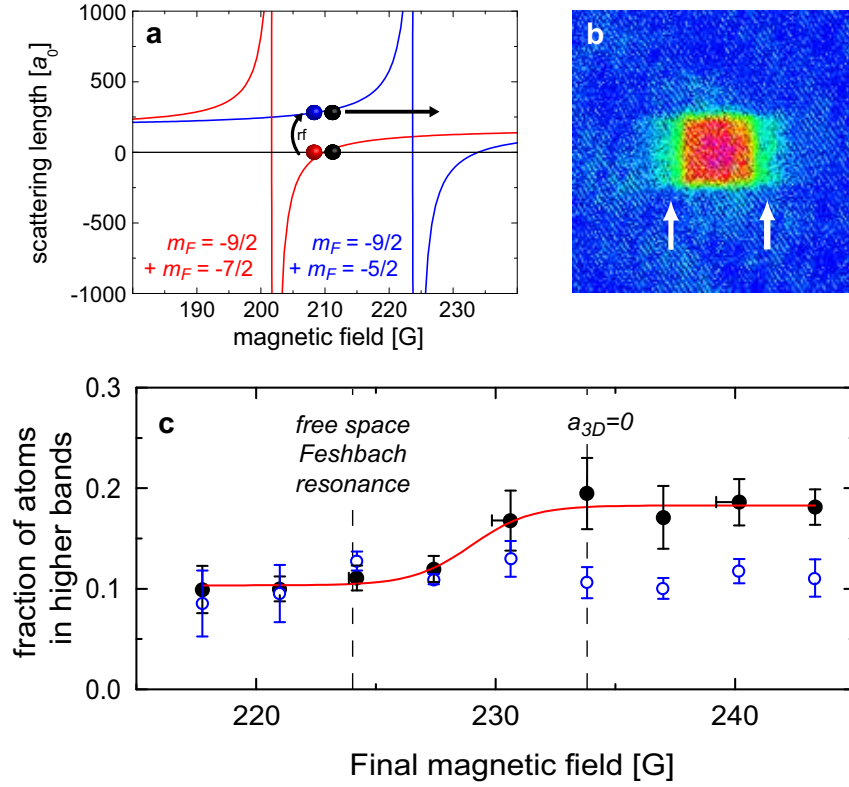 a
scattering length [a0]
1000
500
0
-500
-1000
rf
mF = -9/2
+ mF = -7/2
mF = -9/2
+ mF = -5/2
190 200 210 220 230
magnetic field [G]
b
c
fraction of atoms
in higher bands
0.3
0.2
0.1
0.0
free space
Feshbach
resonance
a3D=0
220 230 240
Final magnetic field [G]